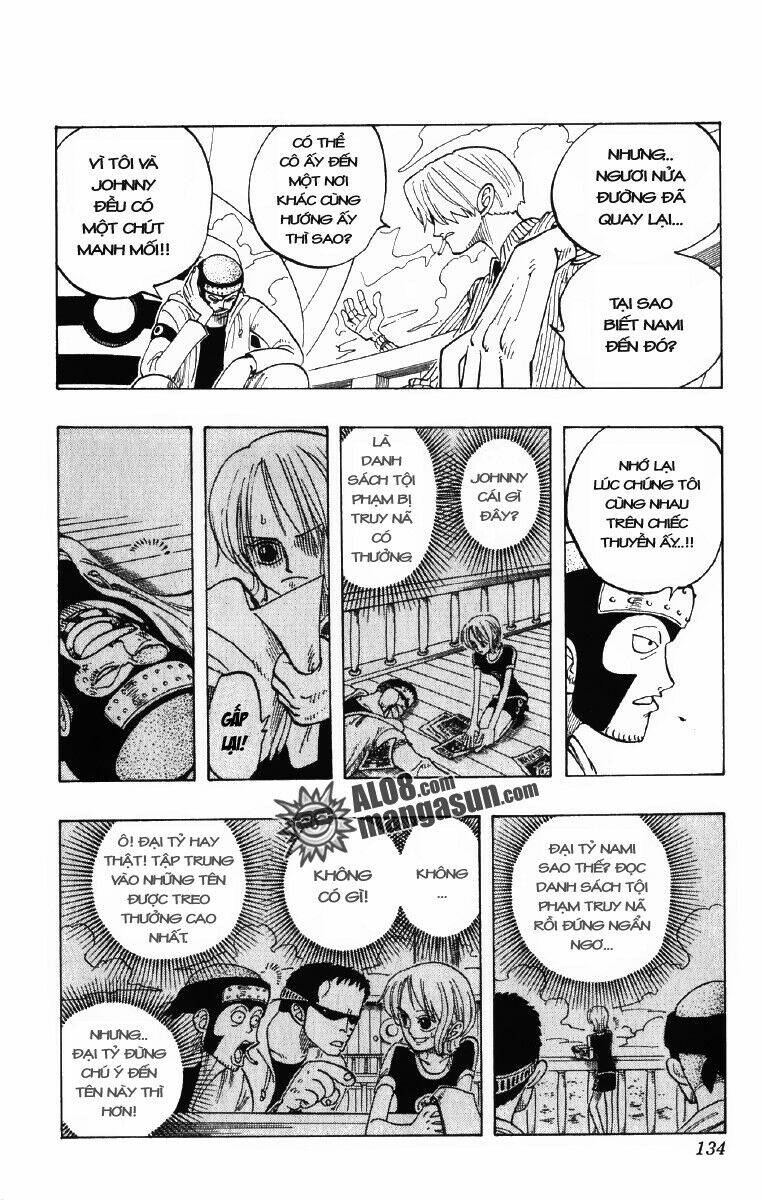 NHƯNG..
NGƯƠI NỬA
ĐƯỜNG ĐÃ
QUAY LẠI...
TẠI SAO
BIẾT NAMI
ĐẾN ĐÓ?
CÓ THỂ
CÔ ẤY ĐẾN
MỘT NƠI
KHÁC CÙNG
HƯỚNG ẤY
THÌ SAO?
VÌ TÔI VÀ
JOHNNY
ĐỀU CÓ
MỘT CHÚT
MANH MỐI!!
NHỚ LẠI
LÚC CHÚNG TÔI
CÙNG NHAU
TRÊN CHIẾC
THUYỀN ẤY..!!
JOHNNY
CÁI GÌ
ĐÂY?
LÀ
DANH
SÁCH TỘI
PHẠM BỊ
TRUY NÃ
CÓ
THƯỞNG
GẤP
LẠI!
AL08.com
mangasun.com
ĐẠI TỶ NAMI
SAO THẾ? ĐỌC
DANH SÁCH TỘI
PHẠM TRUY NÃ
RỒI ĐỨNG NGẨN
NGƠ...
KHÔNG
...
KHÔNG
CÓ GÌ!
Ô! ĐẠI TỶ HAY
THẬT! TẬP TRUNG
VÀO NHỮNG TÊN
ĐƯỢC TREO
THƯỞNG CAO
NHẤT.
NHƯNG..
ĐẠI TỶ ĐỪNG
CHÚ Ý ĐẾN
TÊN NÀY THÌ
HƠN!
134